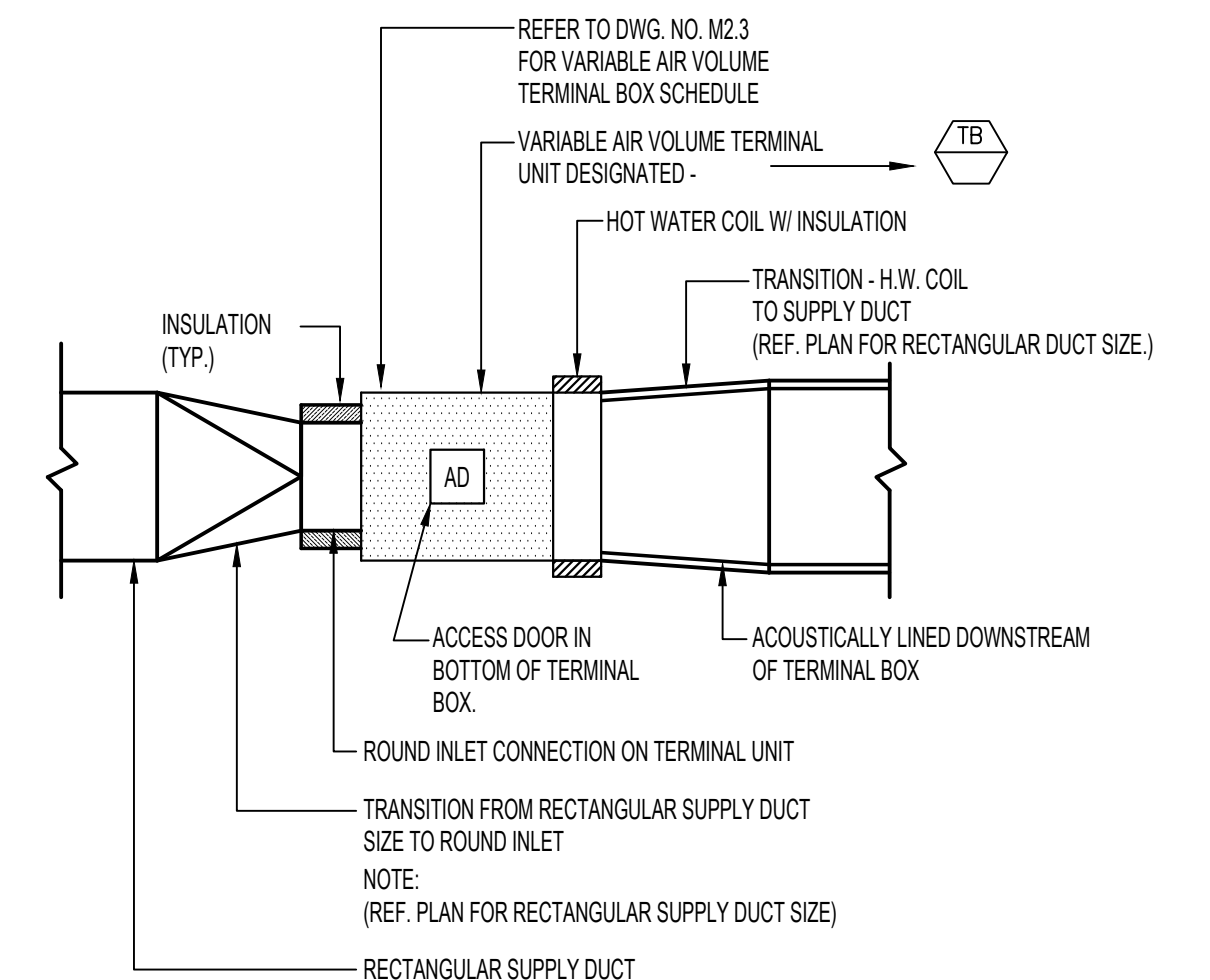 REFER TO DWG. NO. M2.3
FOR VARIABLE AIR VOLUME
TERMINAL BOX SCHEDULE
VARIABLE AIR VOLUME TERMINAL
UNIT DESIGNATED -
TB
HOT WATER COIL W/ INSULATION
TRANSITION - H.W. COIL
TO SUPPLY DUCT
(REF. PLAN FOR RECTANGULAR DUCT SIZE.)
INSULATION
(TYP.)
AD
ACCESS DOOR IN
BOTTOM OF TERMINAL
BOX.
ACOUSTICALLY LINED DOWNSTREAM
OF TERMINAL BOX
ROUND INLET CONNECTION ON TERMINAL UNIT
TRANSITION FROM RECTANGULAR SUPPLY DUCT
SIZE TO ROUND INLET
NOTE:
(REF. PLAN FOR RECTANGULAR SUPPLY DUCT SIZE)
RECTANGULAR SUPPLY DUCT